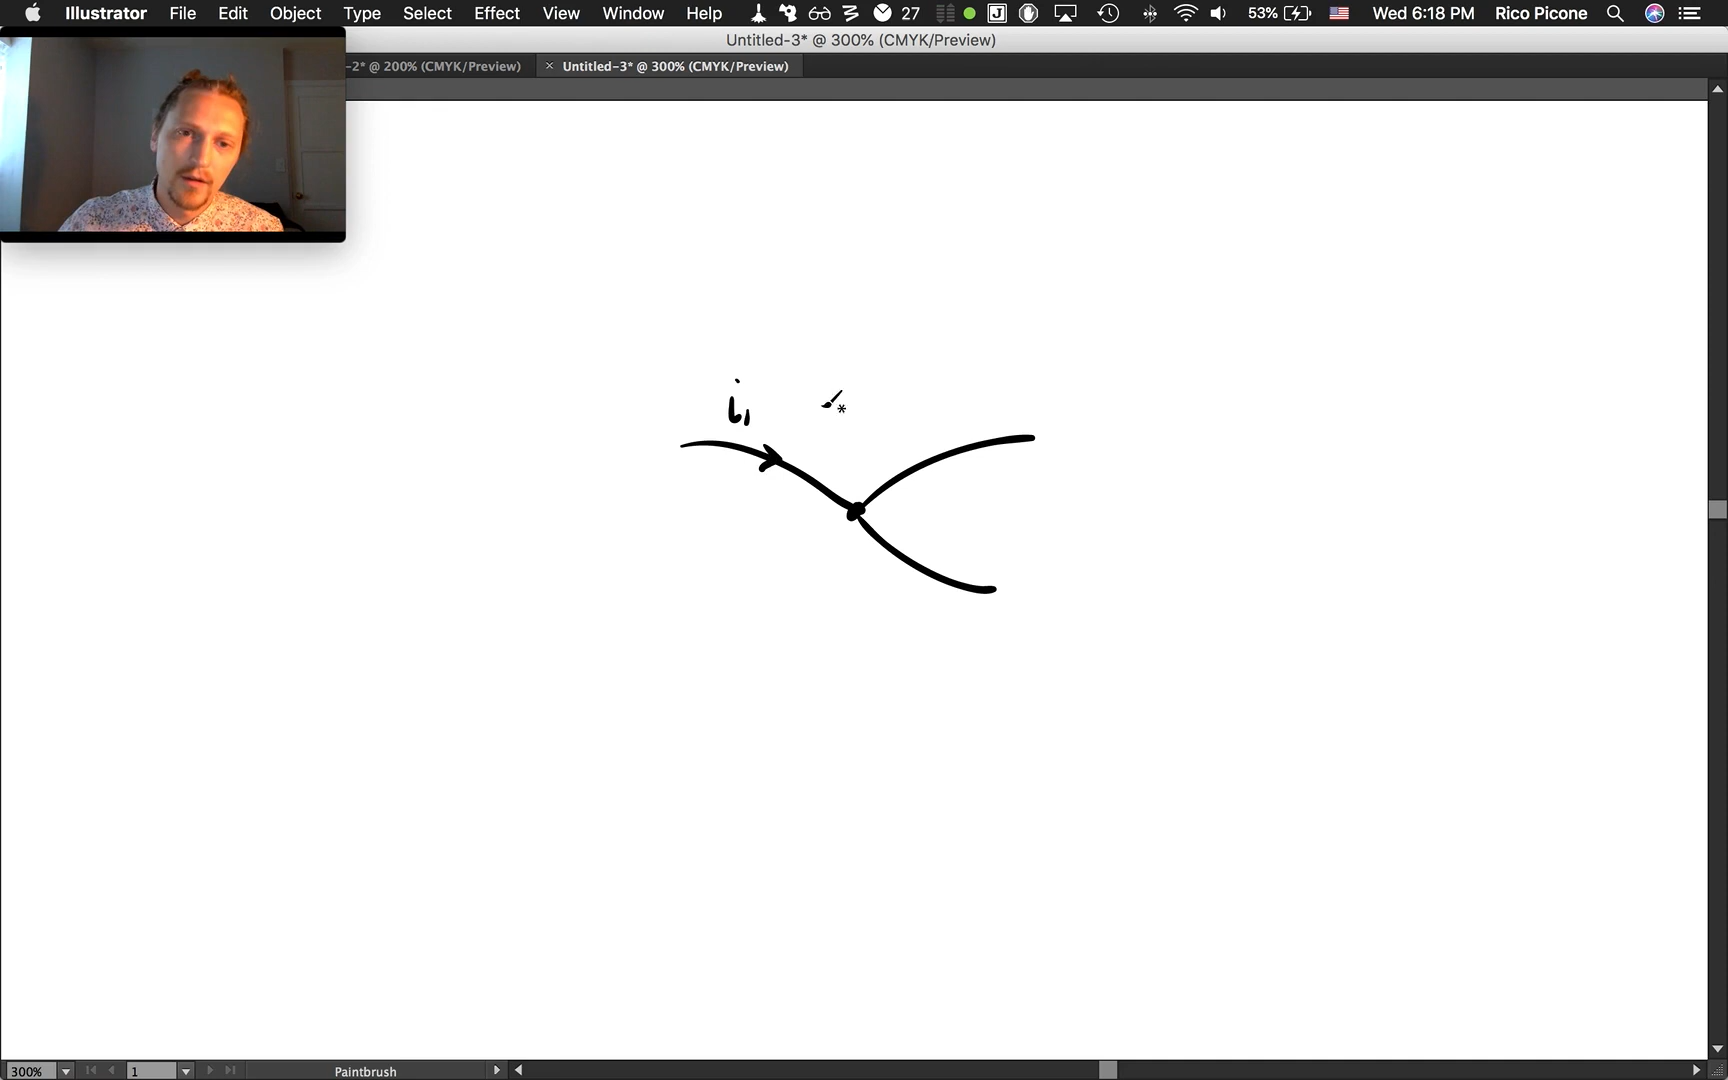 Illustrator File Edit Object Type Select Effect View Window Help 27 J 53% Wed 6:18 PM Rico Picone
Untitled-3* @ 300% (CMYK/Preview)
-2* @ 200% (CMYK/Preview) × Untitled-3* @ 300% (CMYK/Preview)
i1
300% 1 Paintbrush